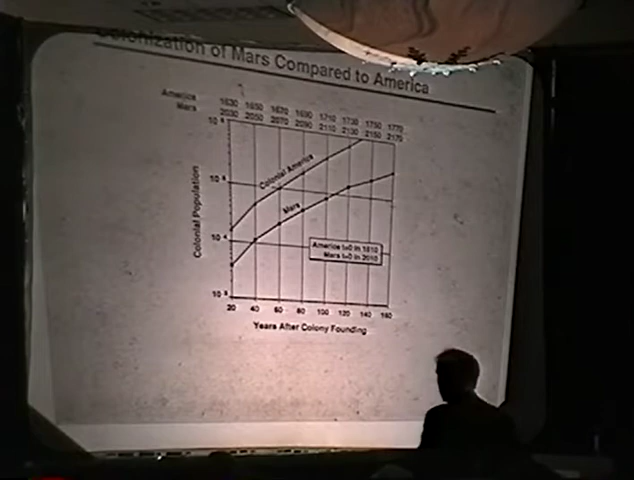 Colonization of Mars Compared to America
America 1630 1650 1670 1690 1710 1730 1750 1770
Mars 2030 2050 2070 2090 2110 2130 2150 2170
Colonial Population
Colonial America
Mars
America t=0 in 1610
Mars t=0 in 2010
20 40 60 80 100 120 140 160
Years After Colony Founding